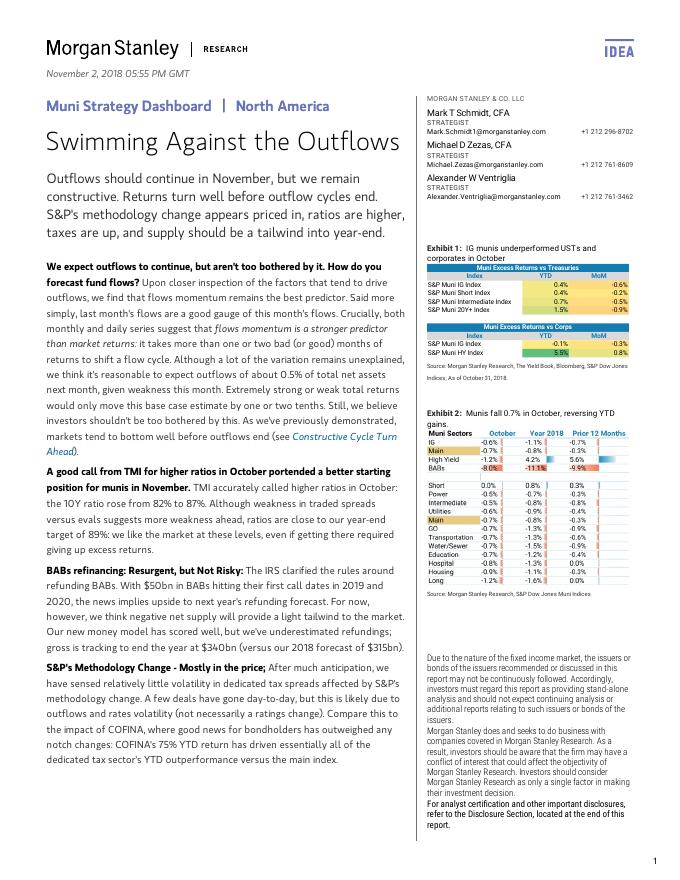 Morgan Stanley | RESEARCH
IDEA
November 2, 2018 05:55 PM GMT
Muni Strategy Dashboard | North America
Swimming Against the Outflows
Outflows should continue in November, but we remain
constructive. Returns turn well before outflow cycles end.
S&P's methodology change appears priced in, ratios are higher,
taxes are up, and supply should be a tailwind into year-end.
We expect outflows to continue, but aren't too bothered by it. How do you
forecast fund flows? Upon closer inspection of the factors that tend to drive
outflows, we find that flows momentum remains the best predictor. Said more
simply, last month's flows are a good gauge of this month's flows. Crucially, both
monthly and daily series suggest that flows momentum is a stronger predictor
than market returns: it takes more than one or two bad (or good) months of
returns to shift a flow cycle. Although a lot of the variation remains unexplained,
we think it's reasonable to expect outflows of about 0.5% of total net assets
next month, given weakness this month. Extremely strong or weak total returns
would only move this base case estimate by one or two tenths. Still, we believe
investors shouldn't be too bothered by this. As we've previously demonstrated,
markets tend to bottom well before outflows end (see Constructive Cycle Turn
Ahead).
A good call from TMI for higher ratios in October portended a better starting
position for munis in November. TMI accurately called higher ratios in October:
the 10Y ratio rose from 82% to 87%. Although weakness in traded spreads
versus evals suggests more weakness ahead, ratios are close to our year-end
target of 89%: we like the market at these levels, even if getting there required
giving up excess returns.
BABs refinancing: Resurgent, but Not Risky: The IRS clarified the rules around
refunding BABs. With $50bn in BABs hitting their first call dates in 2019 and
2020, the news implies upside to next year's refunding forecast. For now,
however, we think negative net supply will provide a light tailwind to the market.
Our new money model has scored well, but we've underestimated refundings;
gross is tracking to end the year at $340bn (versus our 2018 forecast of $315bn).
S&P's Methodology Change - Mostly in the price; After much anticipation, we
have sensed relatively little volatility in dedicated tax spreads affected by S&P's
methodology change. A few deals have gone day-to-day, but this is likely due to
outflows and rates volatility (not necessarily a ratings change). Compare this to
the impact of COFINA, where good news for bondholders has outweighed any
notch changes: COFINA's 75% YTD return has driven essentially all of the
dedicated tax sector's YTD outperformance versus the main index.
MORGAN STANLEY & CO. LLC
Mark T Schmidt, CFA
STRATEGIST
Mark.Schmidt1@morganstanley.com +1 212 296-8702
Michael D Zezas, CFA
STRATEGIST
Michael.Zezas@morganstanley.com +1 212 761-8609
Alexander W Ventriglia
STRATEGIST
Alexander.Ventriglia@morganstanley.com +1 212 761-3462
Exhibit 1: IG munis underperformed USTs and
corporates in October
Muni Excess Returns vs Treasuries
Index YTD MoM
S&P Muni IG Index 0.4% -0.6%
S&P Muni Short Index 0.4% -0.2%
S&P Muni Intermediate Index 0.7% -0.5%
S&P Muni 20Y+ Index 1.5% -0.9%
Muni Excess Returns vs Corps
Index YTD MoM
S&P Muni IG Index -0.1% -0.3%
S&P Muni HY Index 5.5% 0.8%
Source: Morgan Stanley Research, The Yield Book, Bloomberg, S&P Dow Jones
Indices; As of October 31, 2018.
Exhibit 2: Munis fall 0.7% in October, reversing YTD
gains.
Muni Sectors October Year 2018 Prior 12 Months
IG -0.6% -1.1% -0.7%
Main -0.7% -0.8% -0.3%
High Yield -1.2% 4.2% 5.6%
BABs -8.0% -11.1% -9.9%
Short 0.0% 0.8% 0.3%
Power -0.5% -0.7% -0.3%
Intermediate -0.5% -0.8% -0.8%
Utilities -0.6% -0.9% -0.4%
Main -0.7% -0.8% -0.3%
GO -0.7% -1.3% -0.9%
Transportation -0.7% -1.3% -0.6%
Water/Sewer -0.7% -1.5% -0.9%
Education -0.7% -1.2% -0.4%
Hospital -0.8% -1.3% 0.0%
Housing -0.9% -1.1% -0.3%
Long -1.2% -1.6% 0.0%
Source: Morgan Stanley Research, S&P Dow Jones Muni Indices
Due to the nature of the fixed income market, the issuers or
bonds of the issuers recommended or discussed in this
report may not be continuously followed. Accordingly,
investors must regard this report as providing stand-alone
analysis and should not expect continuing analysis or
additional reports relating to such issuers or bonds of the
issuers.
Morgan Stanley does and seeks to do business with
companies covered in Morgan Stanley Research. As a
result, investors should be aware that the firm may have a
conflict of interest that could affect the objectivity of
Morgan Stanley Research. Investors should consider
Morgan Stanley Research as only a single factor in making
their investment decision.
For analyst certification and other important disclosures,
refer to the Disclosure Section, located at the end of this
report.
1